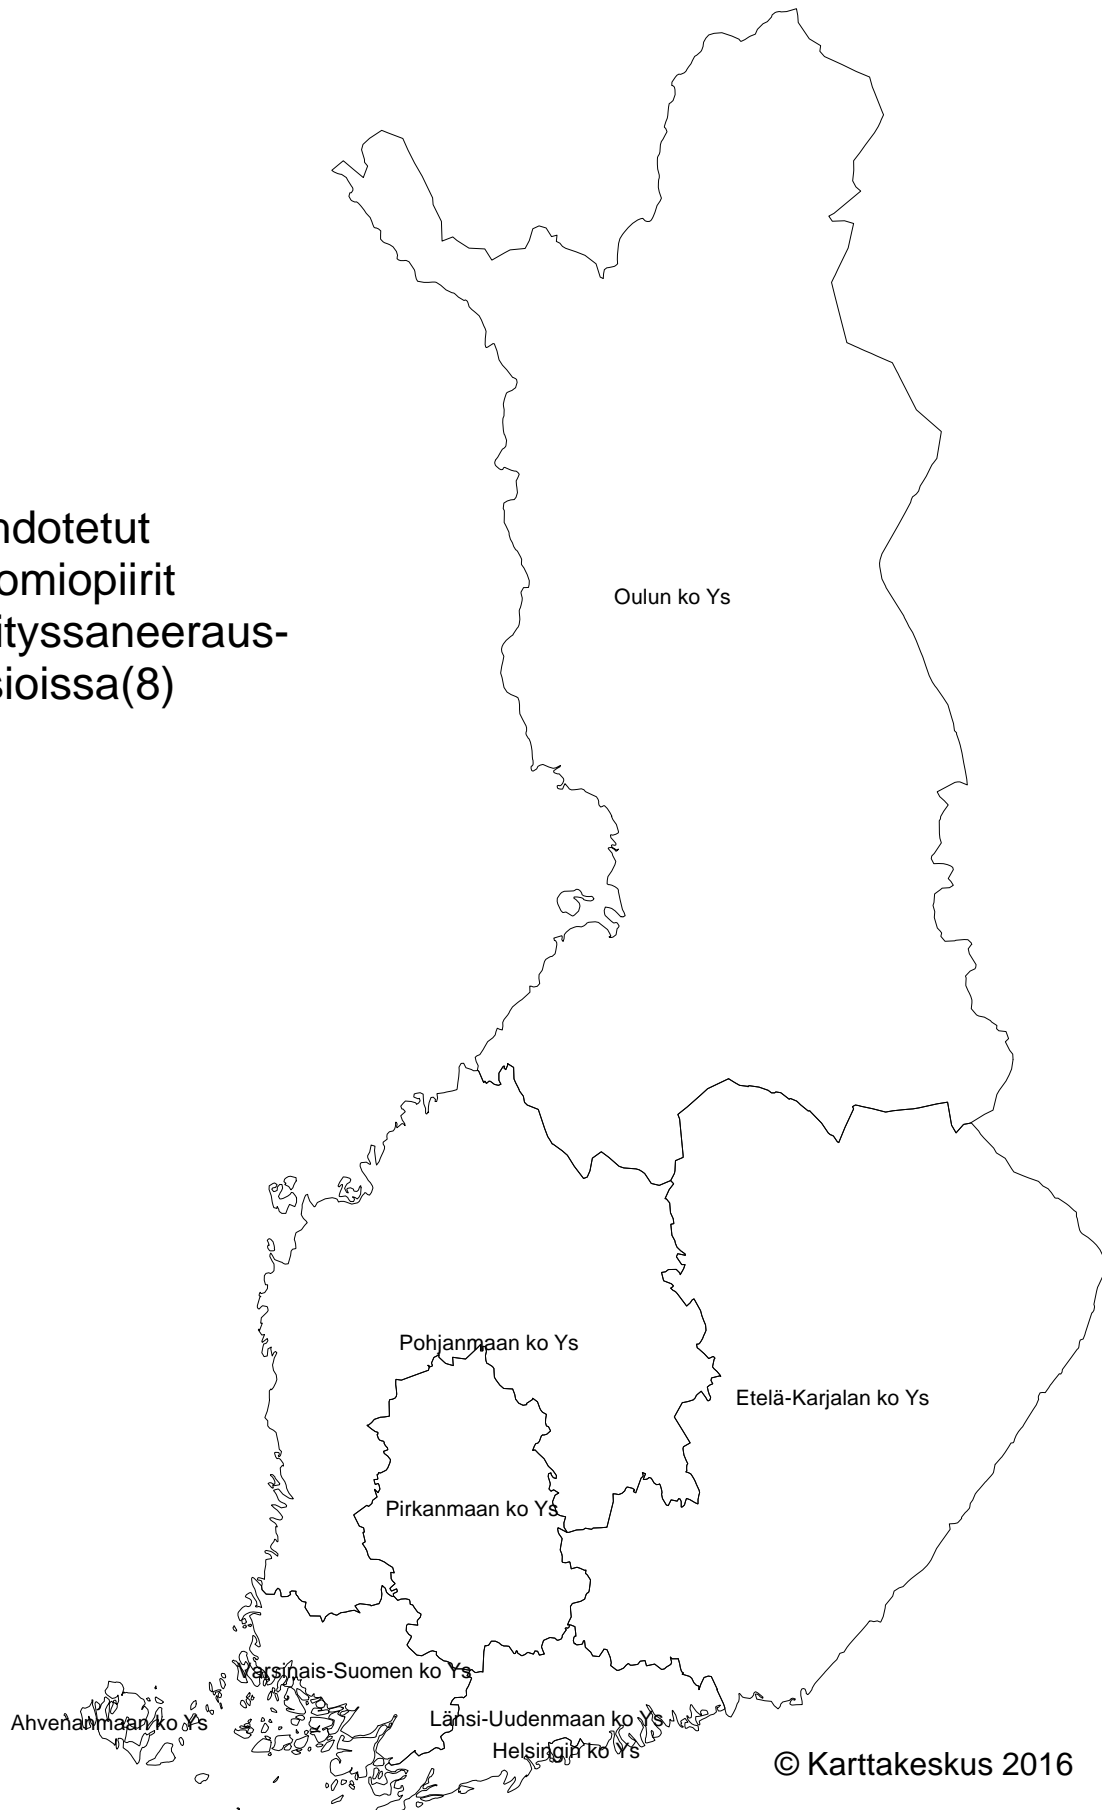 ndotetut
omiopiirit
ityssaneeraus-
sioissa(8)
Oulun ko Ys
Pohjanmaan ko Ys
Etelä-Karjalan ko Ys
Pirkanmaan ko Ys
Varsinais-Suomen ko Ys
Ahvenanmaan ko Ys
Länsi-Uudenmaan ko Ys
Helsingin ko Ys
© Karttakeskus 2016